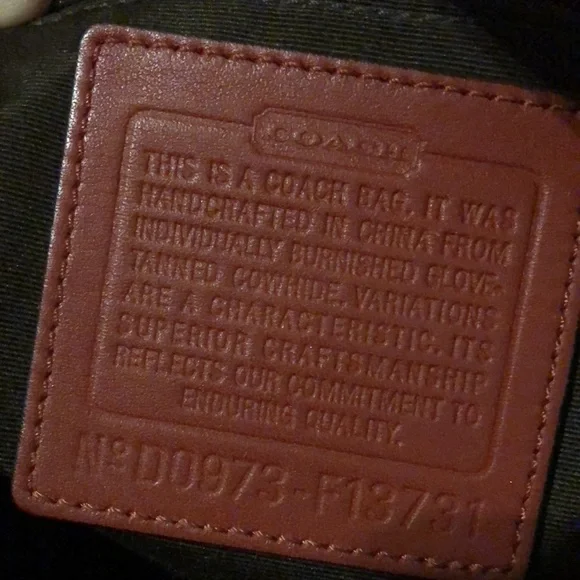 COACH
THIS IS A COACH BAG. IT WAS
HANDCRAFTED IN CHINA FROM
INDIVIDUALLY BURNISHED GLOVE-
TANNED COWHIDE. VARIATIONS
ARE A CHARACTERISTIC. ITS
SUPERIOR CRAFTSMANSHIP
REFLECTS OUR COMMITMENT TO
ENDURING QUALITY.
Nº D0973-F13731